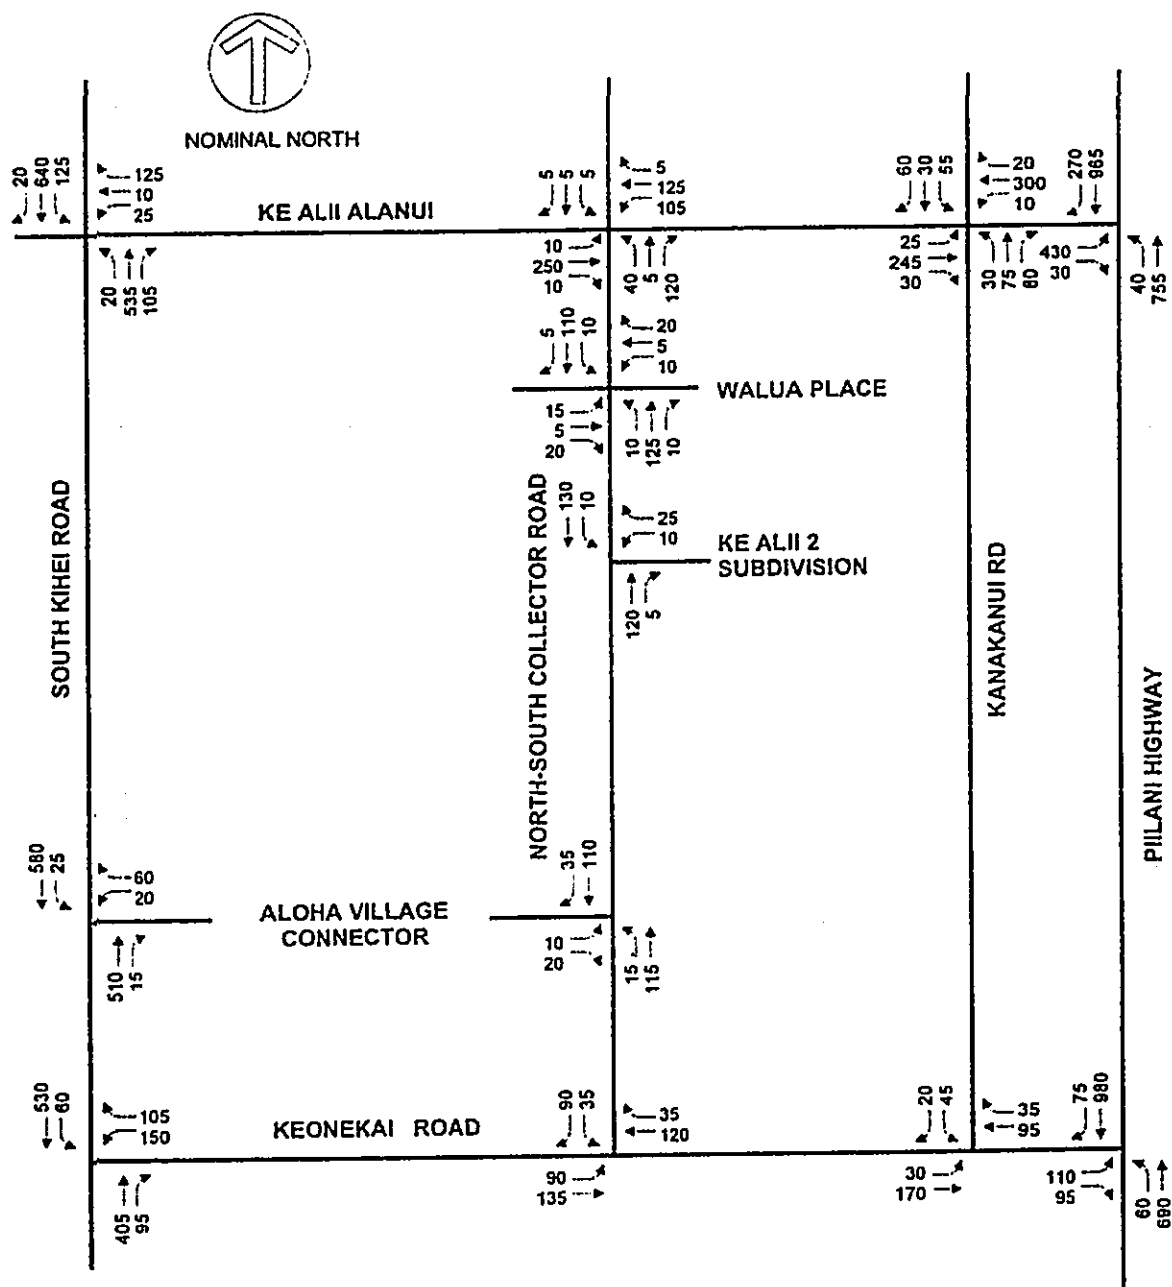 NOMINAL NORTH
20 640 125
125
10
25
KE ALII ALANUI
5 5 5
5
125
105
60 30 55
20
300
10
270 965
20 535 105
10
250
10
40 5 120
25
245
30
30 75 60
430
30
40 755
5 110 10
20
5
10
WALUA PLACE
15
5
20
10 125 10
130 10
25
10
KE ALII 2
SUBDIVISION
120 5
SOUTH KIHEI ROAD
NORTH-SOUTH COLLECTOR ROAD
KANAKANUI RD
PIILANI HIGHWAY
580 25
60
20
35 110
ALOHA VILLAGE
CONNECTOR
510 15
10
20
15 115
530 60
105
150
KEONEKAI ROAD
90 35
35
120
20 45
35
95
75 980
405 95
90
135
30
170
110
95
60 690